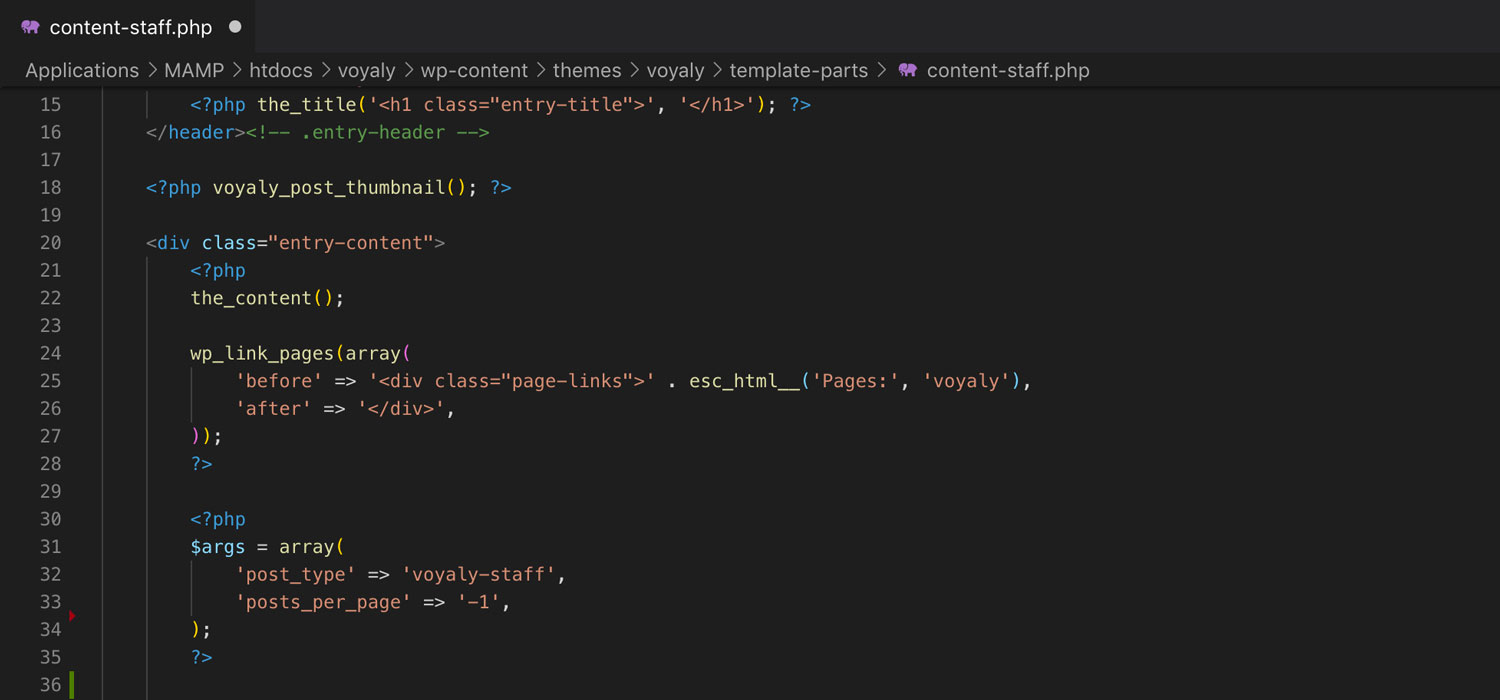 content-staff.php
Applications > MAMP > htdocs > voyaly > wp-content > themes > voyaly > template-parts > content-staff.php
15 <?php the_title('<h1 class="entry-title">', '</h1>'); ?>
16 </header><!-- .entry-header -->
17
18 <?php voyaly_post_thumbnail(); ?>
19
20 <div class="entry-content">
21 <?php
22 the_content();
23
24 wp_link_pages(array(
25 'before' => '<div class="page-links">' . esc_html__('Pages:', 'voyaly'),
26 'after' => '</div>',
27 ));
28 ?>
29
30 <?php
31 $args = array(
32 'post_type' => 'voyaly-staff',
33 'posts_per_page' => '-1',
34 );
35 ?>
36